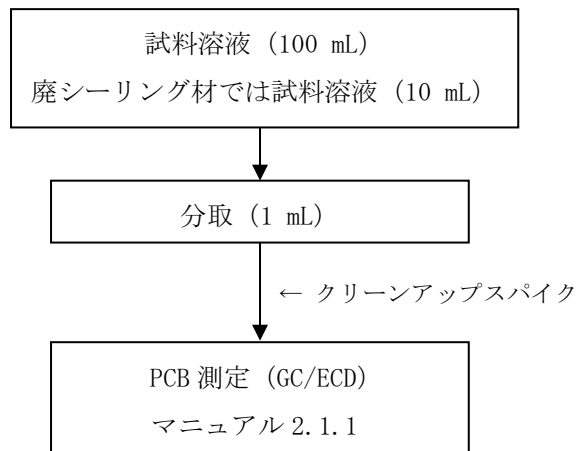 試料溶液（100 mL）
廃シーリング材では試料溶液（10 mL）
分取（1 mL）
← クリーンアップスパイク
PCB 測定（GC/ECD）
マニュアル 2.1.1